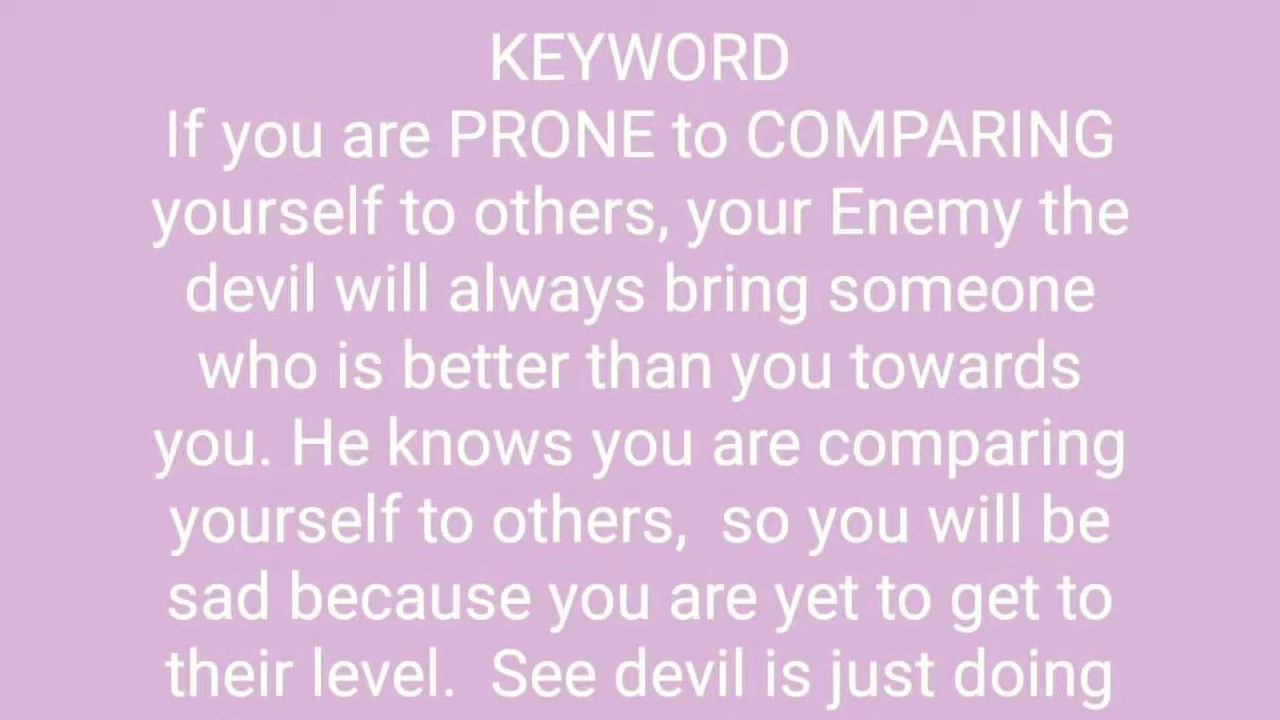 KEYWORD
If you are PRONE to COMPARING
yourself to others, your Enemy the
devil will always bring someone
who is better than you towards
you. He knows you are comparing
yourself to others,  so you will be
sad because you are yet to get to
their level.  See devil is just doing